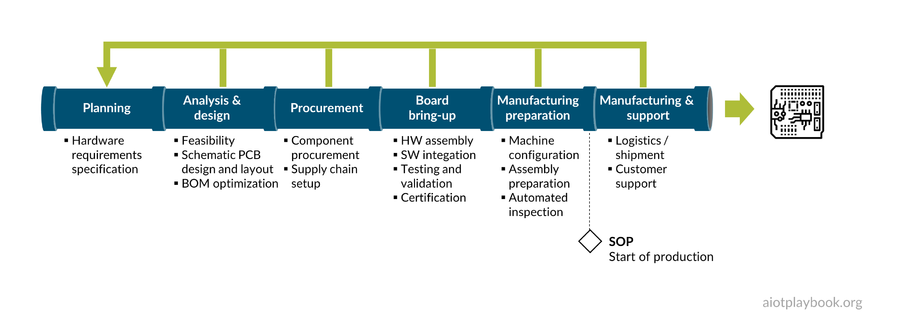 Planning
Analysis &
design
Procurement
Board
bring-up
Manufacturing
preparation
Manufacturing &
support
▪ Hardware
requirements
specification
▪ Feasibility
▪ Schematic PCB
design and layout
▪ BOM optimization
▪ Component
procurement
▪ Supply chain
setup
▪ HW assembly
▪ SW integation
▪ Testing and
validation
▪ Certification
▪ Machine
configuration
▪ Assembly
preparation
▪ Automated
inspection
▪ Logistics /
shipment
▪ Customer
support
SOP
Start of production
aiotplaybook.org